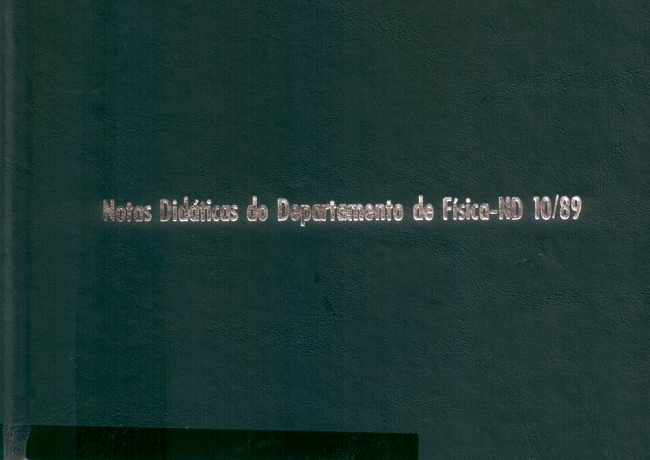 Notas Didáticas do Departamento de Física-ND 10/89